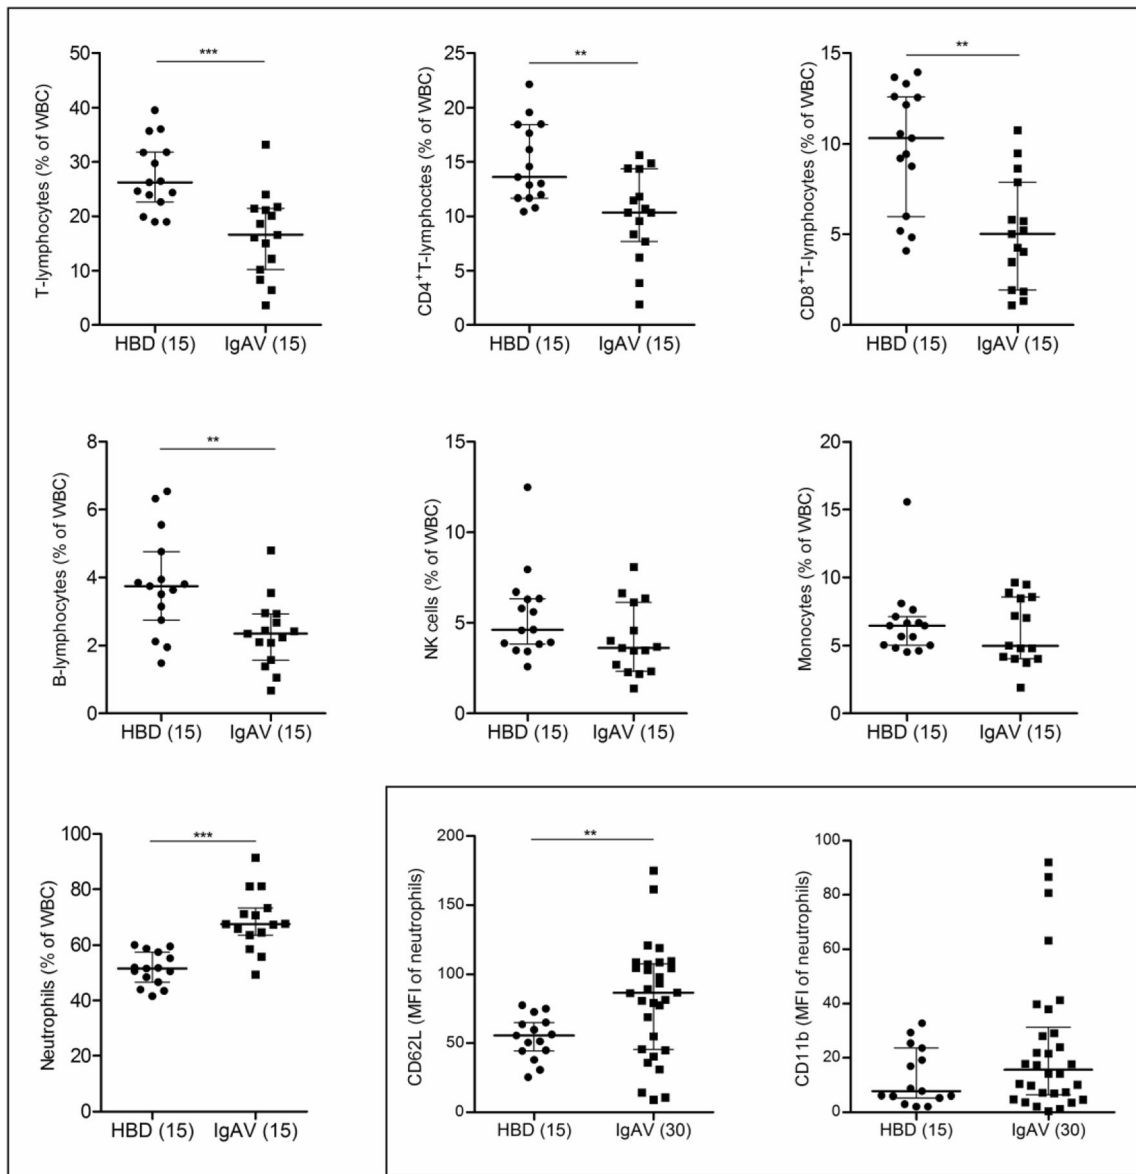 T-lymphocytes (% of WBC)
50
40
30
20
10
0
***
HBD (15)
IgAV (15)
CD4+T-lymphoctes (% of WBC)
25
20
15
10
5
0
**
HBD (15)
IgAV (15)
CD8+T-lymphocytes (% of WBC)
15
10
5
0
**
HBD (15)
IgAV (15)
B-lymphocytes (% of WBC)
8
6
4
2
0
**
HBD (15)
IgAV (15)
NK cells (% of WBC)
15
10
5
0
HBD (15)
IgAV (15)
Monocytes (% of WBC)
20
15
10
5
0
HBD (15)
IgAV (15)
Neutrophils (% of WBC)
100
80
60
40
20
0
***
HBD (15)
IgAV (15)
CD62L (MFI of neutrophils)
200
150
100
50
0
**
HBD (15)
IgAV (30)
CD11b (MFI of neutrophils)
100
80
60
40
20
0
HBD (15)
IgAV (30)